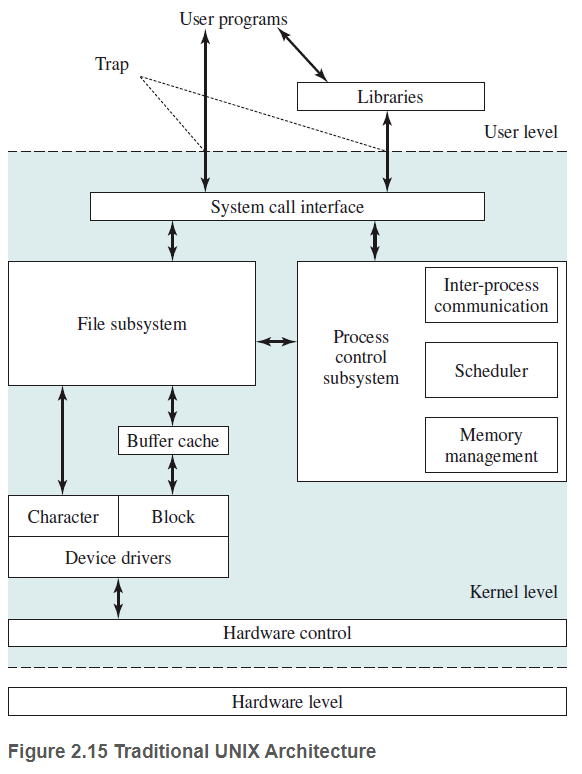 User programs
Trap
Libraries
User level
System call interface
File subsystem
Process
control
subsystem
Inter-process
communication
Scheduler
Memory
management
Buffer cache
Character
Block
Device drivers
Kernel level
Hardware control
Hardware level
Figure 2.15 Traditional UNIX Architecture